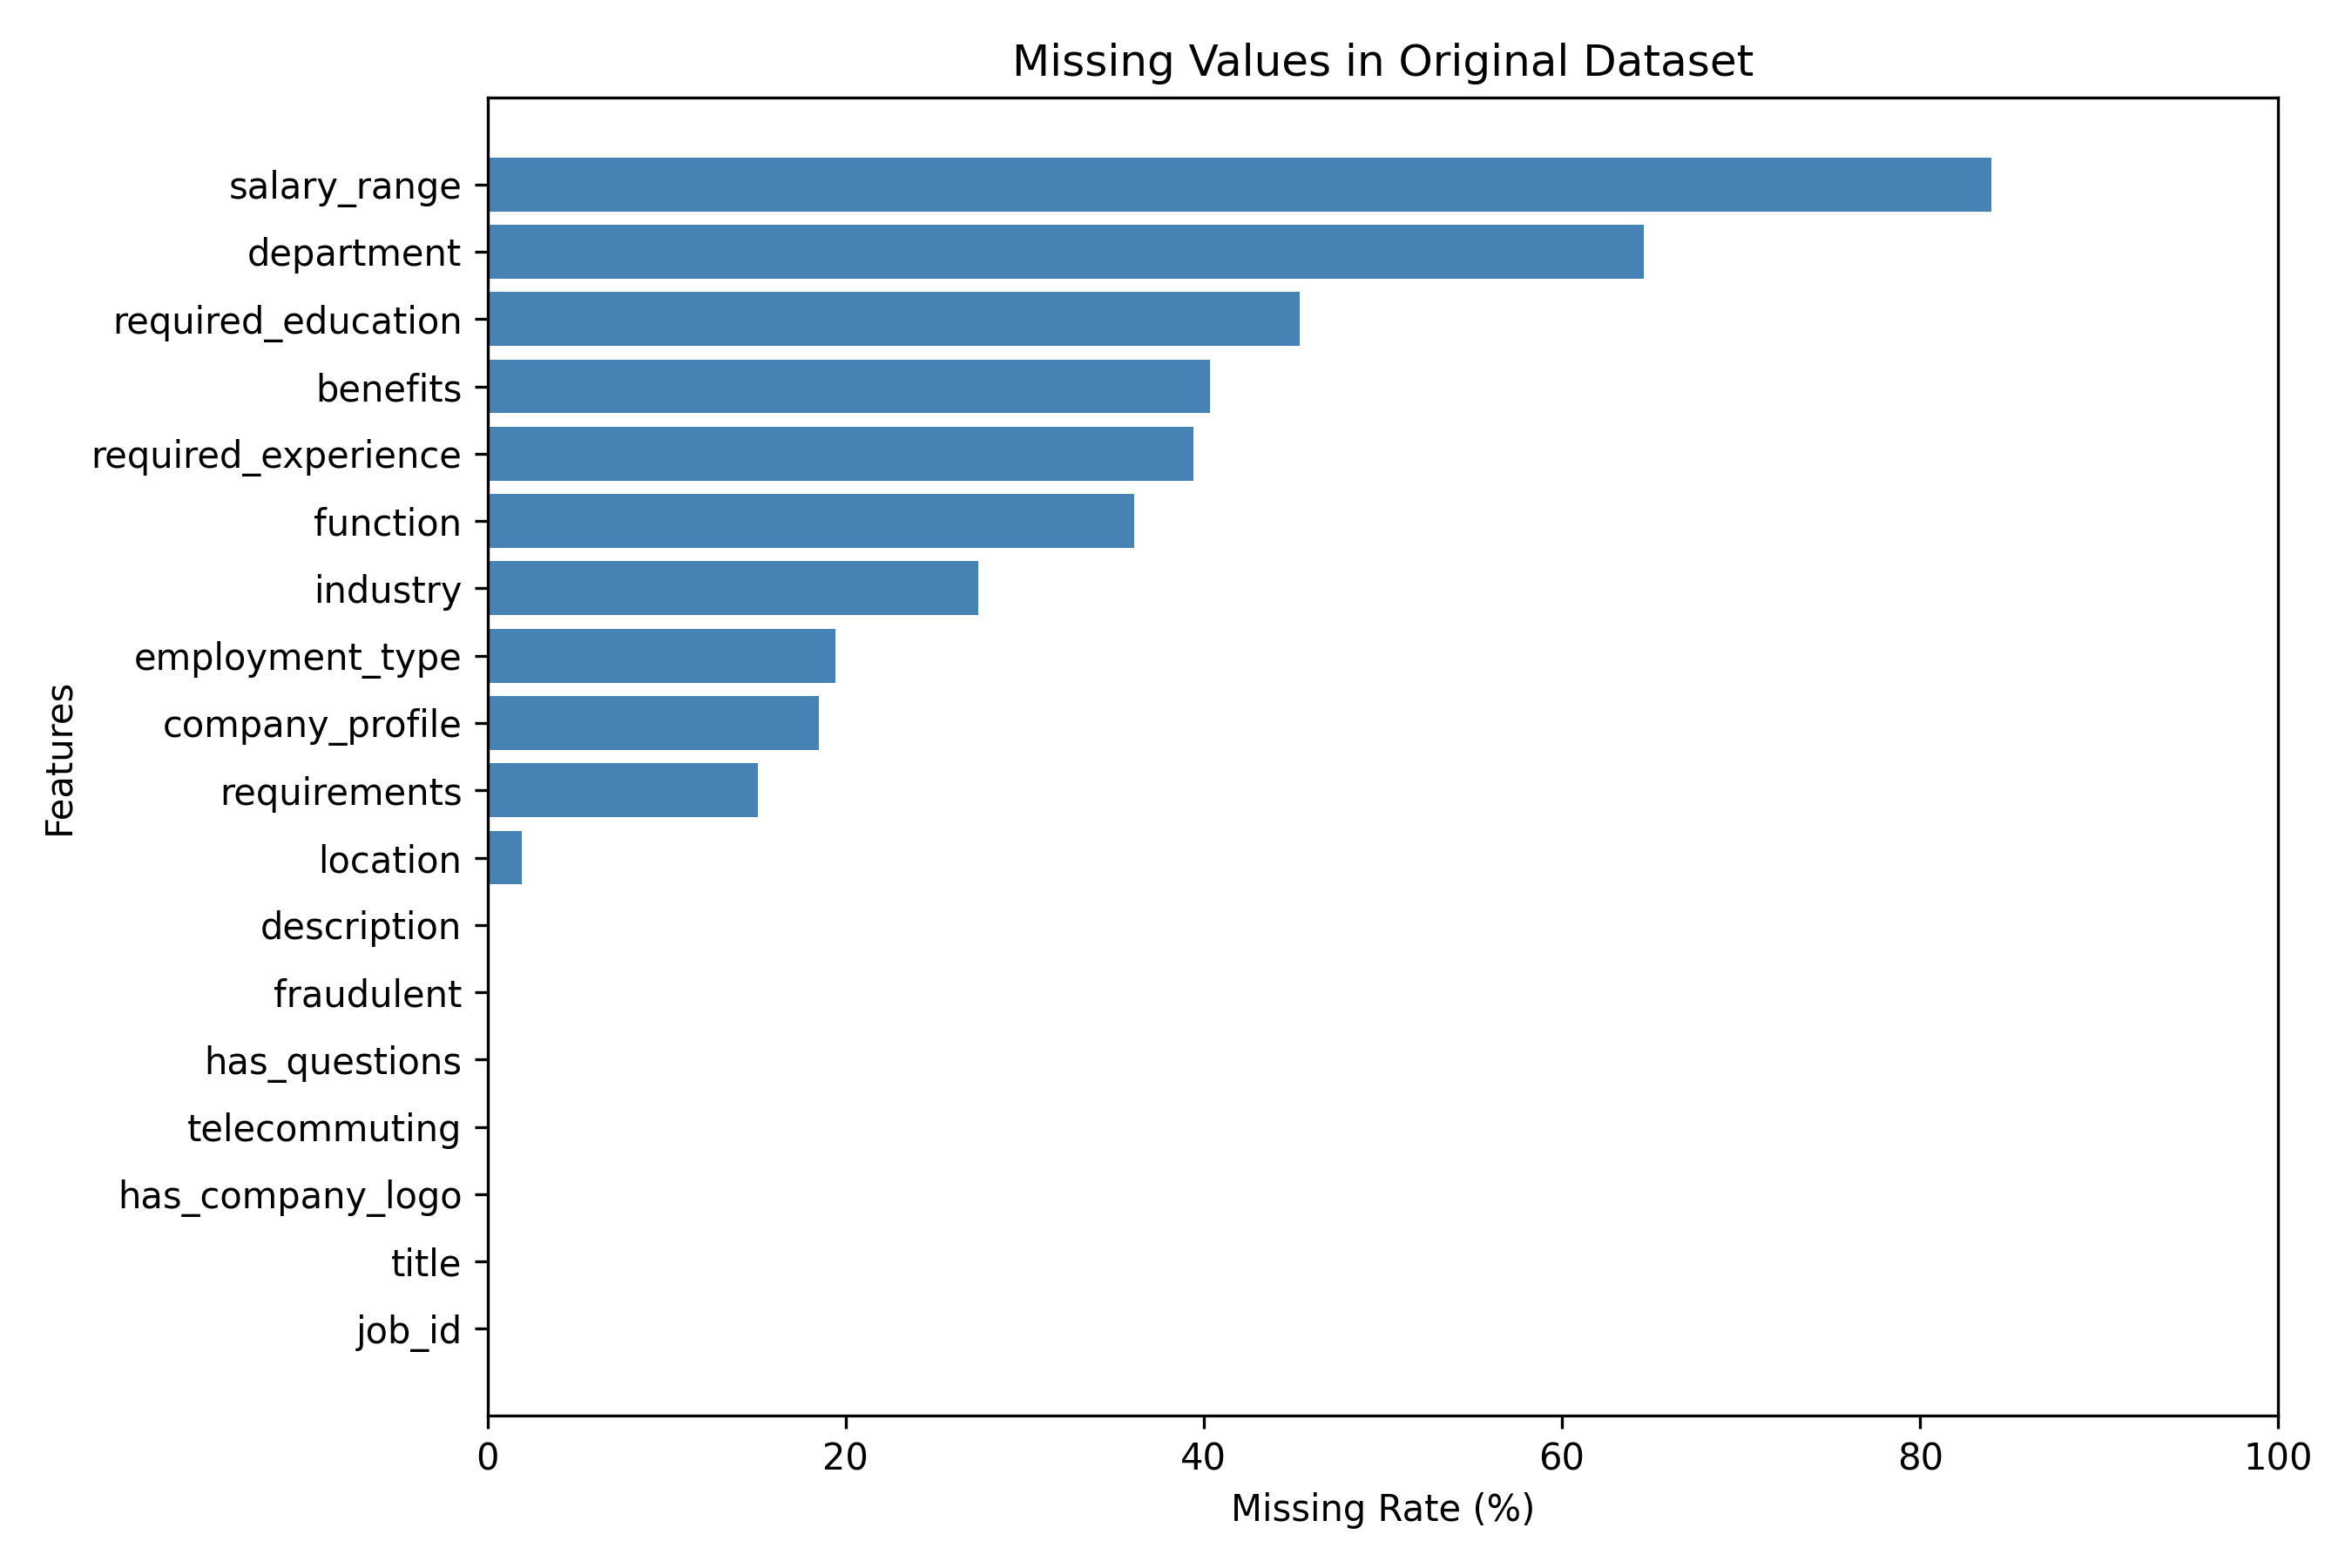 Missing Values in Original Dataset
salary_range
department
required_education
benefits
required_experience
function
industry
employment_type
company_profile
requirements
location
description
fraudulent
has_questions
telecommuting
has_company_logo
title
job_id
Features
0 20 40 60 80 100
Missing Rate (%)